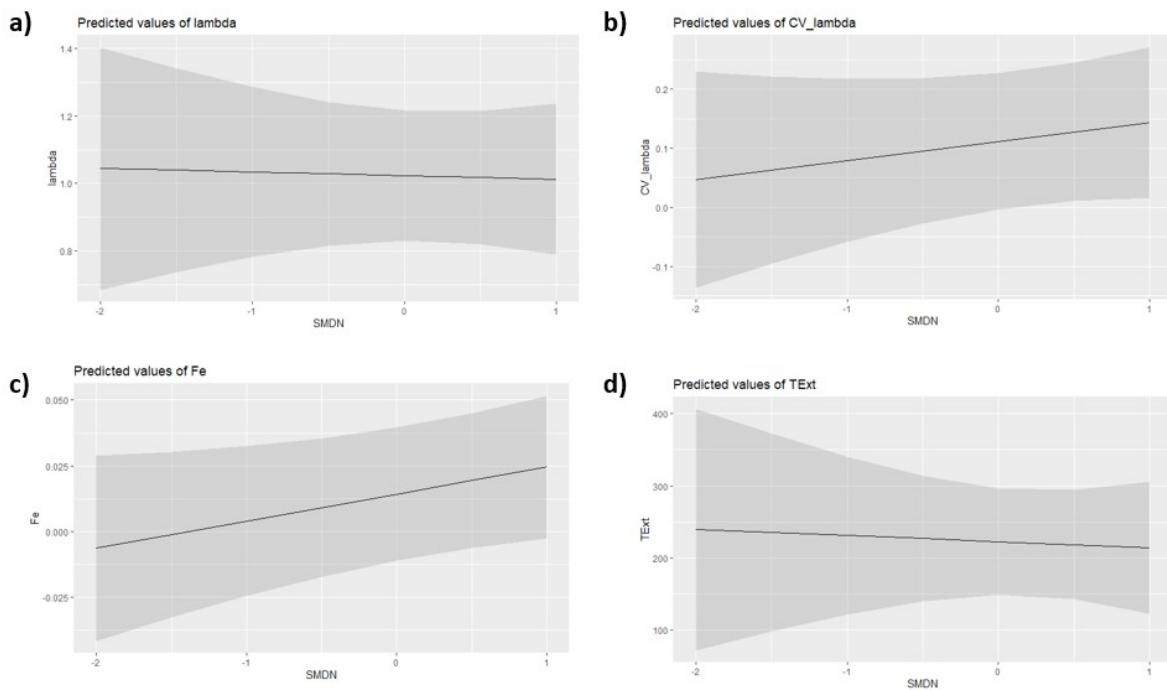 a)
Predicted values of lambda
1.4
1.2
1.0
0.8
lambda
-2
-1
0
1
SMDN
b)
Predicted values of CV_lambda
0.2
0.1
0.0
-0.1
CV_lambda
-2
-1
0
1
SMDN
c)
Predicted values of Fe
0.050
0.025
0.000
-0.025
Fe
-2
-1
0
1
SMDN
d)
Predicted values of TExt
400
300
200
100
TExt
-2
-1
0
1
SMDN